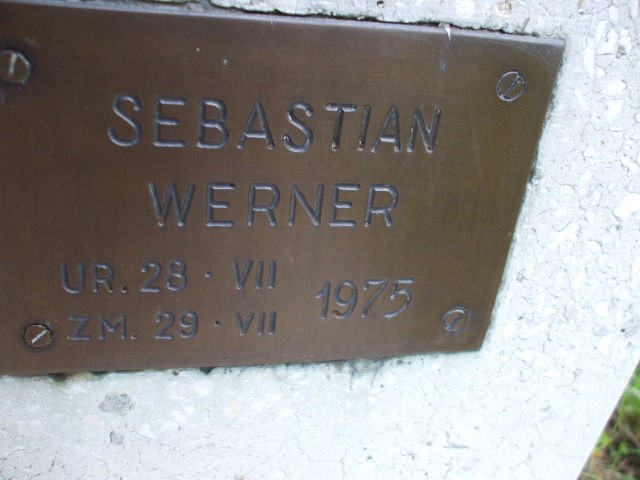 SEBASTIAN
WERNER
UR. 28 · VII
ZM. 29 · VII
1975